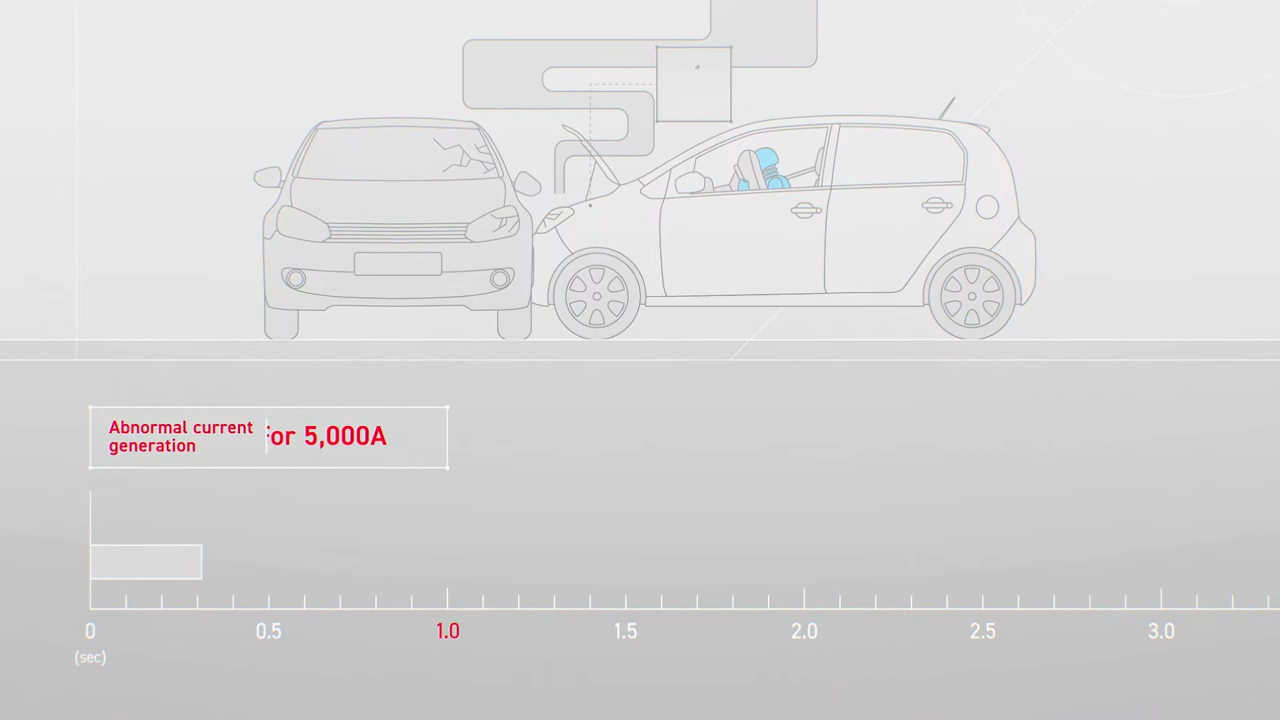 Abnormal current
generation
or 5,000A
0
0.5
1.0
1.5
2.0
2.5
3.0
(sec)